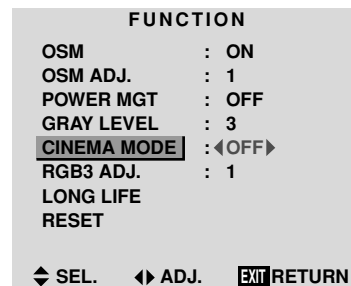 FUNCTION
OSM : ON
OSM ADJ. : 1
POWER MGT : OFF
GRAY LEVEL : 3
CINEMA MODE : OFF
RGB3 ADJ. : 1
LONG LIFE
RESET
SEL. ADJ. EXIT RETURN